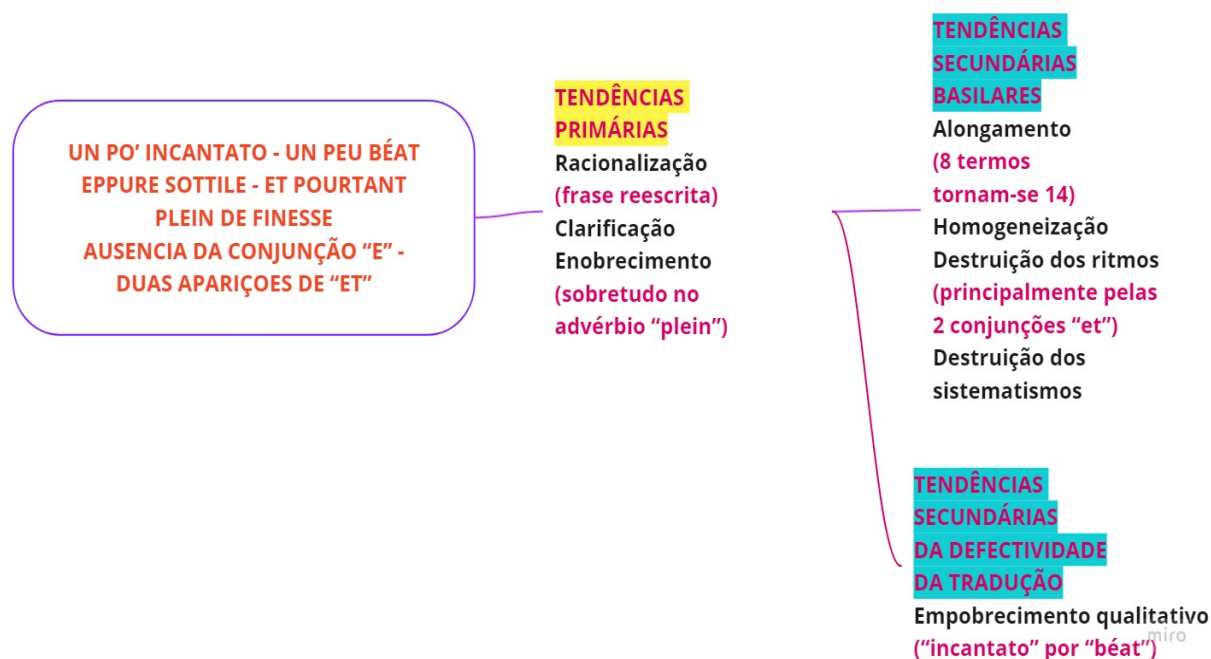 UN PO’ INCANTATO - UN PEU BÉAT
EPPURE SOTTILE - ET POURTANT
PLEIN DE FINESSE
AUSENCIA DA CONJUNÇÃO “E” -
DUAS APARIÇOES DE “ET”
TENDÊNCIAS
PRIMÁRIAS
Racionalização
(frase reescrita)
Clarificação
Enobrecimento
(sobretudo no
advérbio “plein”)
TENDÊNCIAS
SECUNDÁRIAS
BASILARES
Alongamento
(8 termos
tornam-se 14)
Homogeneização
Destruição dos ritmos
(principalmente pelas
2 conjunções “et”)
Destruição dos
sistematismos
TENDÊNCIAS
SECUNDÁRIAS
DA DEFECTIVIDADE
DA TRADUÇÃO
Empobrecimento qualitativo
(“incantato” por “béat”)
miro